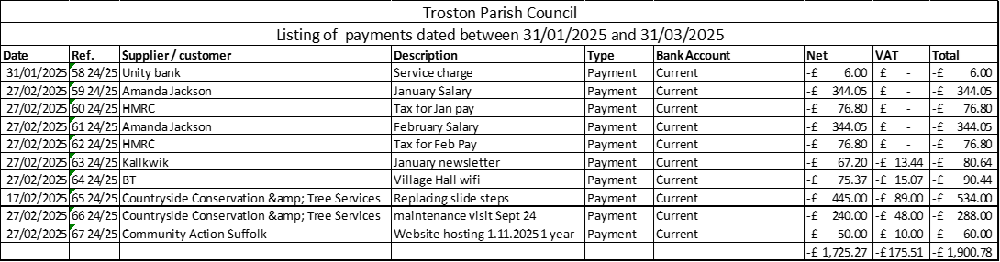 Troston Parish Council
Listing of payments dated between 31/01/2025 and 31/03/2025
Date Ref. Supplier / customer Description Type Bank Account Net VAT Total
31/01/2025 58 24/25 Unity bank Service charge Payment Current -£ 6.00 £ - -£ 6.00
27/02/2025 59 24/25 Amanda Jackson January Salary Payment Current -£ 344.05 £ - -£ 344.05
27/02/2025 60 24/25 HMRC Tax for Jan pay Payment Current -£ 76.80 £ - -£ 76.80
27/02/2025 61 24/25 Amanda Jackson February Salary Payment Current -£ 344.05 £ - -£ 344.05
27/02/2025 62 24/25 HMRC Tax for Feb Pay Payment Current -£ 76.80 £ - -£ 76.80
27/02/2025 63 24/25 Kallkwik January newsletter Payment Current -£ 67.20 -£ 13.44 -£ 80.64
27/02/2025 64 24/25 BT Village Hall wifi Payment Current -£ 75.37 -£ 15.07 -£ 90.44
17/02/2025 65 24/25 Countryside Conservation &amp; Tree Services Replacing slide steps Payment Current -£ 445.00 -£ 89.00 -£ 534.00
27/02/2025 66 24/25 Countryside Conservation &amp; Tree Services maintenance visit Sept 24 Payment Current -£ 240.00 -£ 48.00 -£ 288.00
27/02/2025 67 24/25 Community Action Suffolk Website hosting 1.11.2025 1 year Payment Current -£ 50.00 -£ 10.00 -£ 60.00
-£ 1,725.27 -£ 175.51 -£ 1,900.78